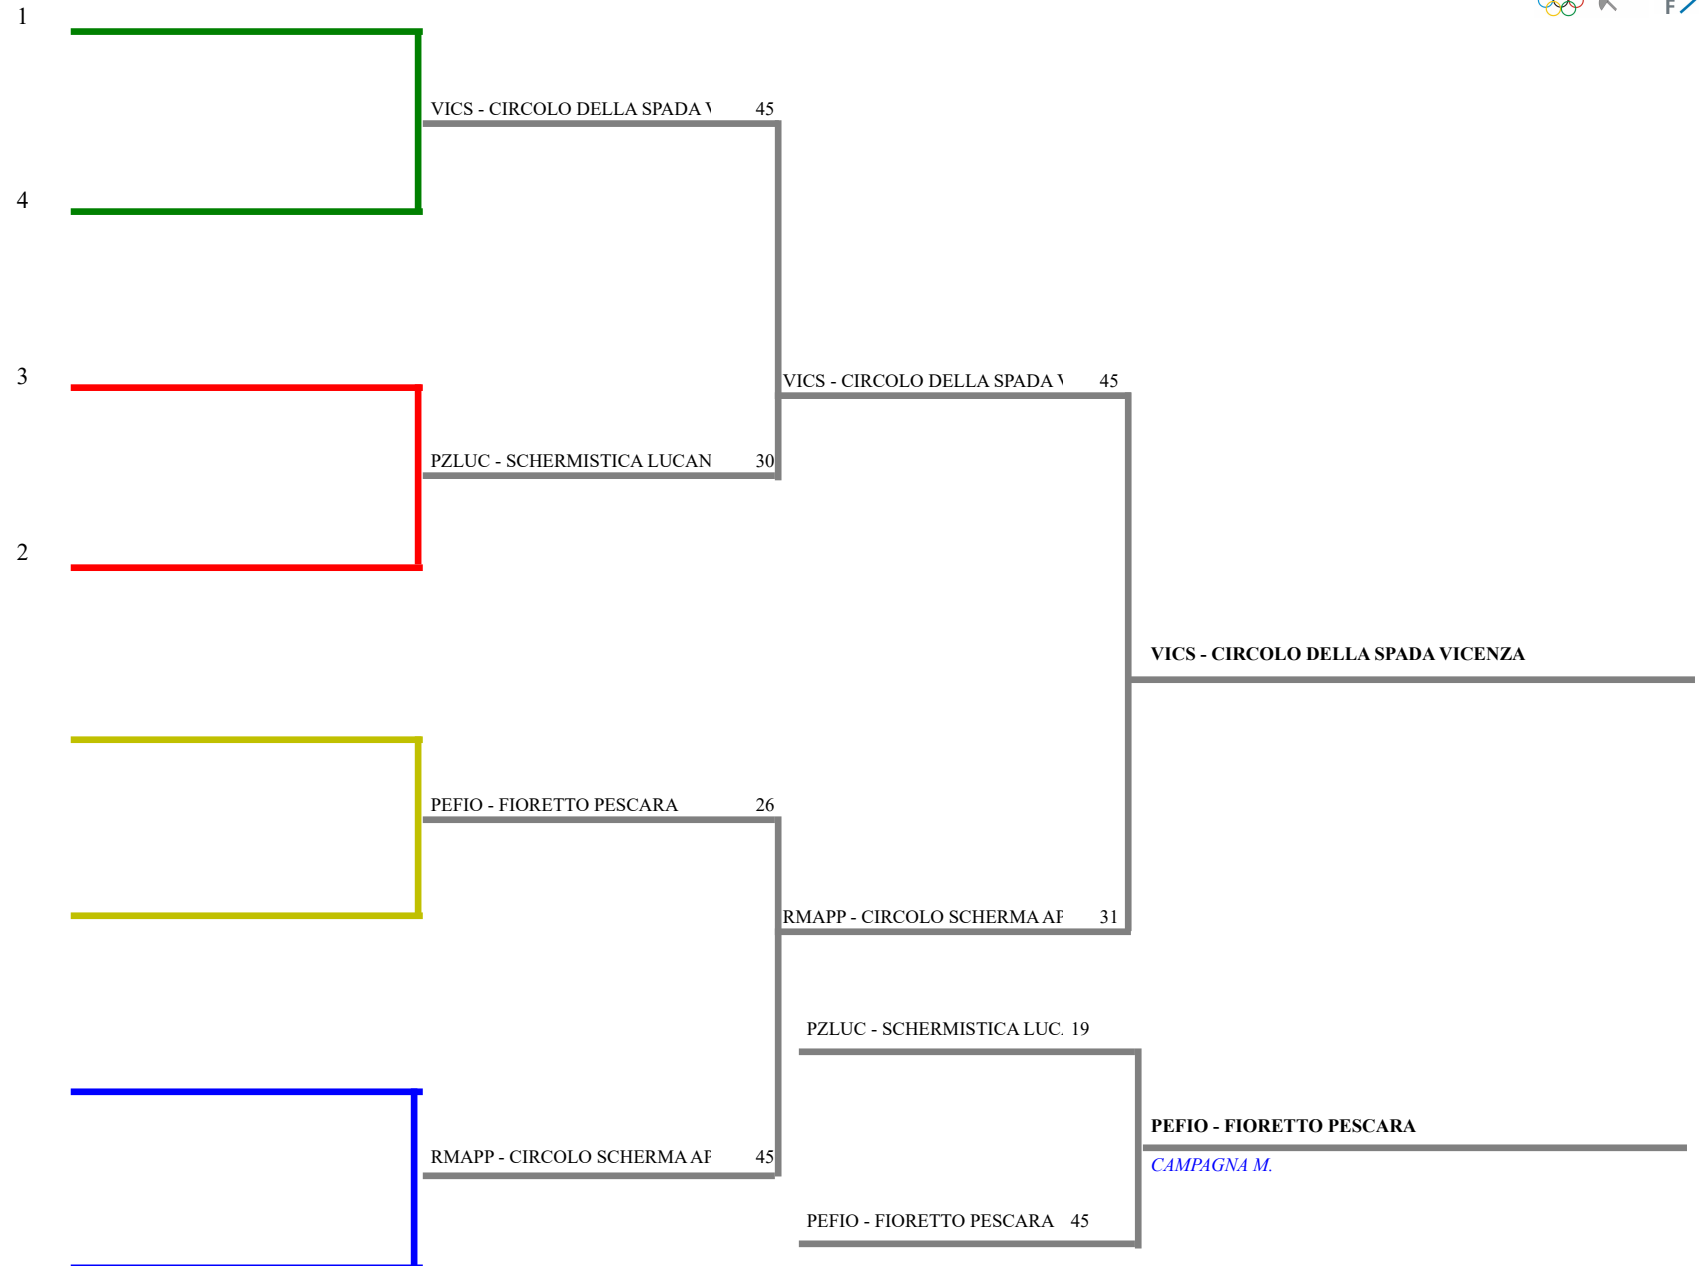 1
F
VICS - CIRCOLO DELLA SPADA 45
4
3
VICS - CIRCOLO DELLA SPADA 45
PZLUC - SCHERMISTICA LUCAN 30
2
VICS - CIRCOLO DELLA SPADA VICENZA
PEFIO - FIORETTO PESCARA 26
RMAPP - CIRCOLO SCHERMA AP 31
PZLUC - SCHERMISTICA LUC. 19
PEFIO - FIORETTO PESCARA
RMAPP - CIRCOLO SCHERMA AP 45
CAMPAGNA M.
PEFIO - FIORETTO PESCARA 45